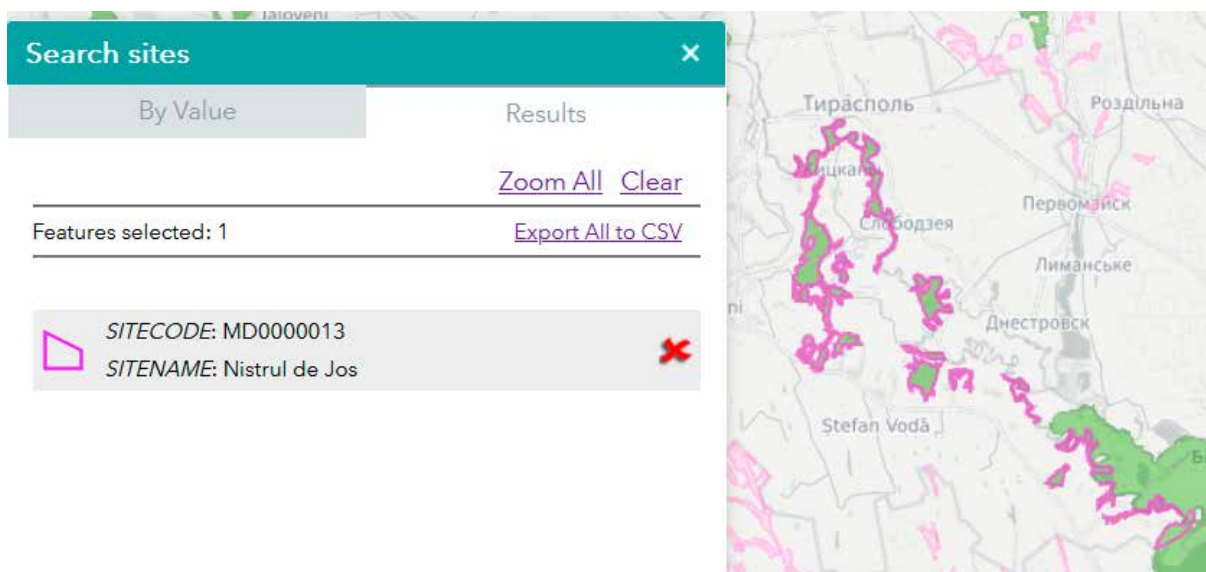 Ialoveni
Search sites
×
By Value
Results
Zoom All Clear
Features selected: 1
Export All to CSV
SITECODE: MD0000013
SITENAME: Nistrul de Jos
Тирасполь
Роздільна
Первомайск
Слободзея
Лиманське
Днестровск
Ștefan Vodă